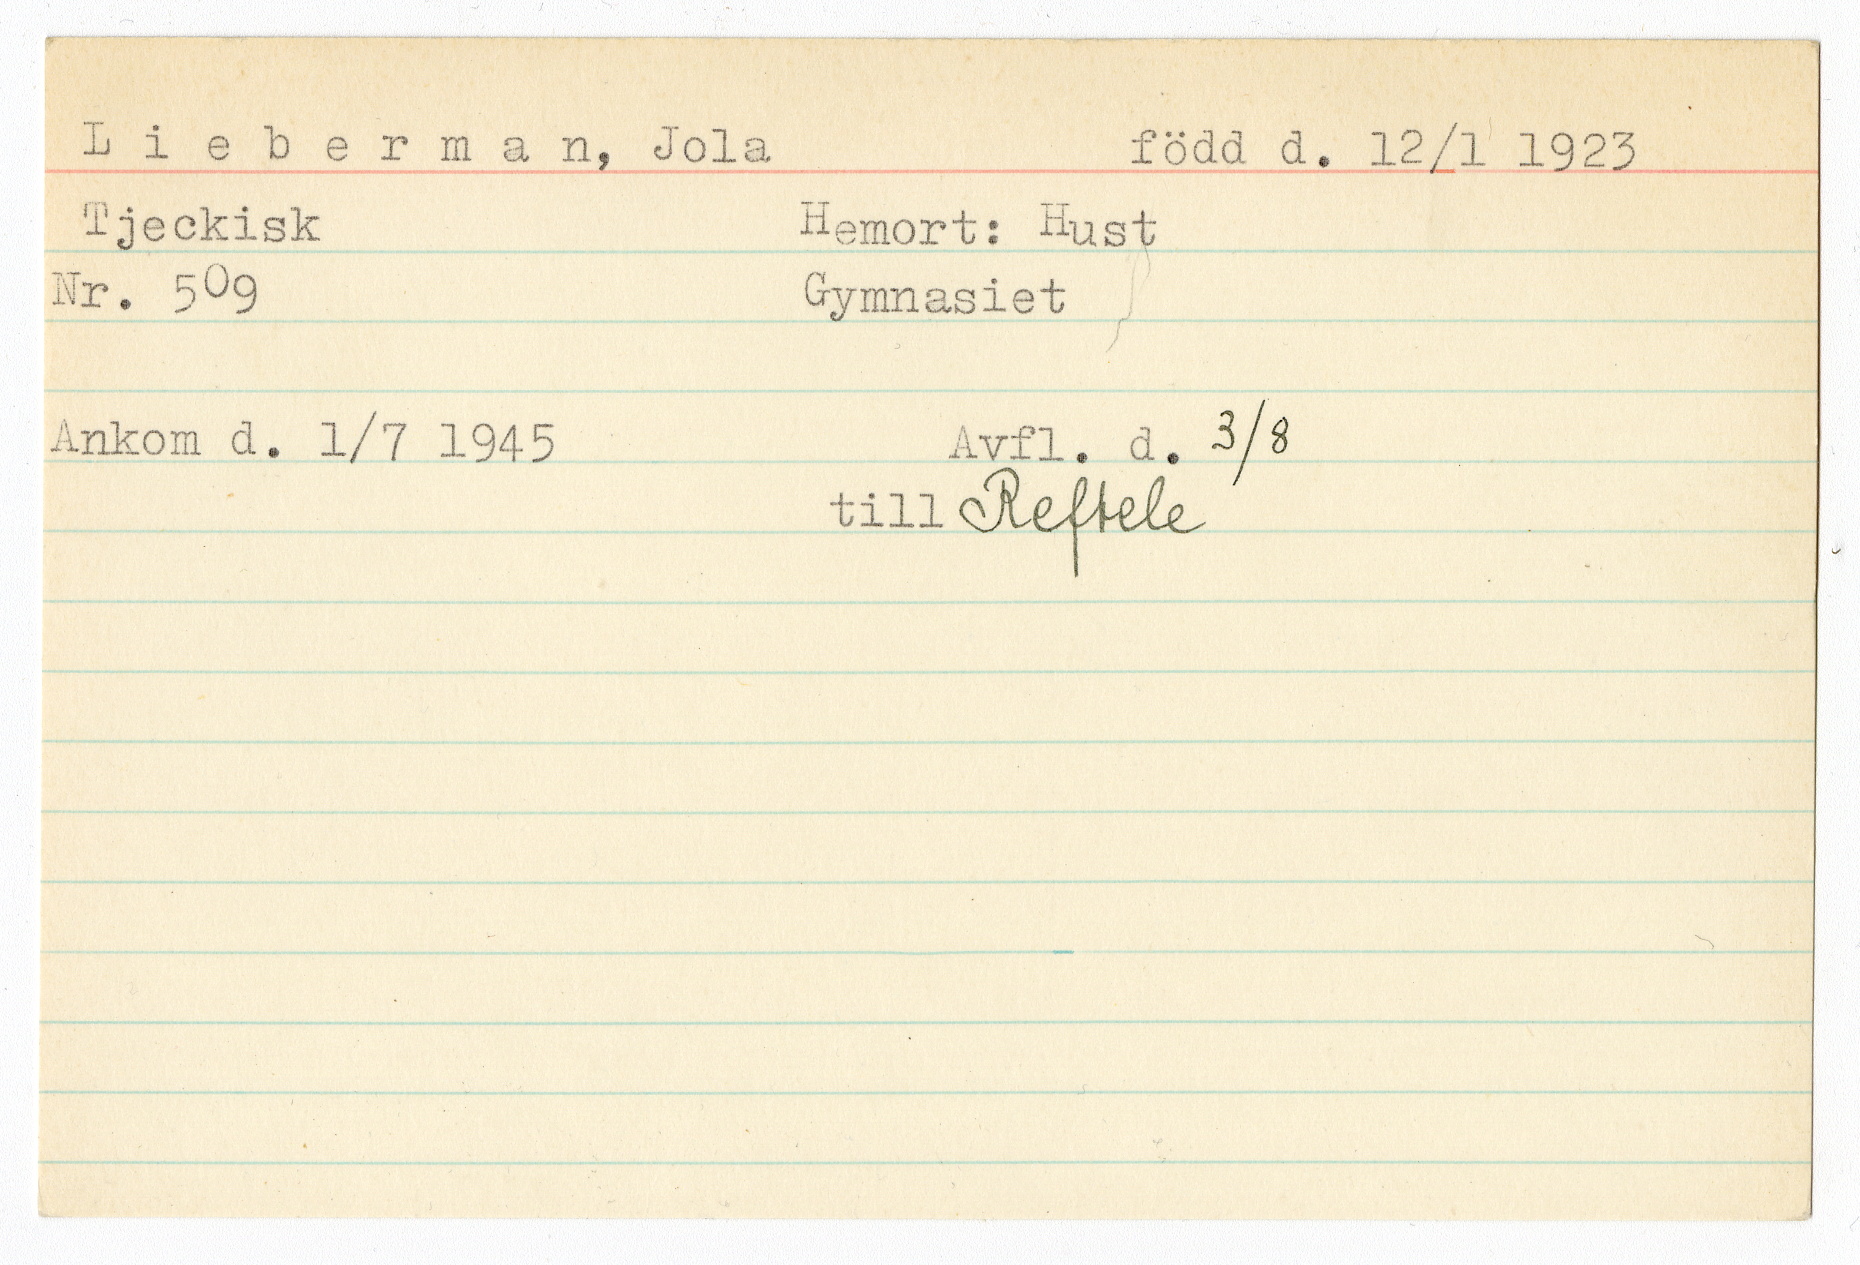 L i e b e r m a n, Jola född d. 12/1 1923
Tjeckisk Hemort: Hust
Nr. 509 Gymnasiet
Ankom d. 1/7 1945 Avfl. d. 3/8
till Reftele